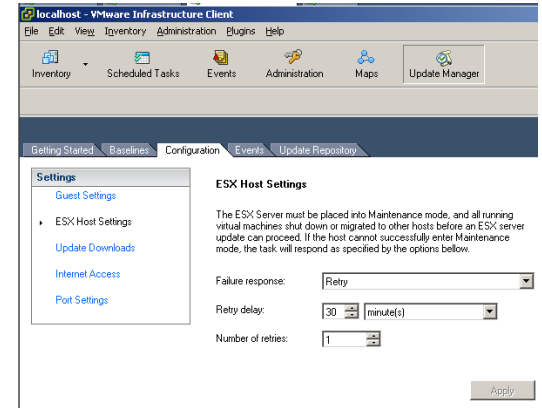 localhost - VMware Infrastructure Client
File Edit View Inventory Administration Plugins Help
Inventory Scheduled Tasks Events Administration Maps Update Manager
Getting Started Baselines Configuration Events Update Repository
Settings
Guest Settings
ESX Host Settings
Update Downloads
Internet Access
Port Settings
ESX Host Settings
The ESX Server must be placed into Maintenance mode, and all running
virtual machines shut down or migrated to other hosts before an ESX server
update can proceed. If the host cannot successfully enter Maintenance
mode, the task will respond as specified by the options bellow.
Failure response: Retry
Retry delay: 30 minute(s)
Number of retries: 1
Apply